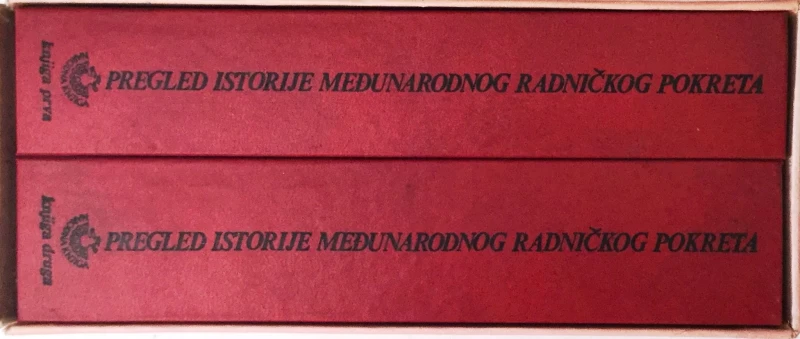 knjiga prva
PREGLED ISTORIJE MEĐUNARODNOG RADNIČKOG POKRETA
knjiga druga
PREGLED ISTORIJE MEĐUNARODNOG RADNIČKOG POKRETA